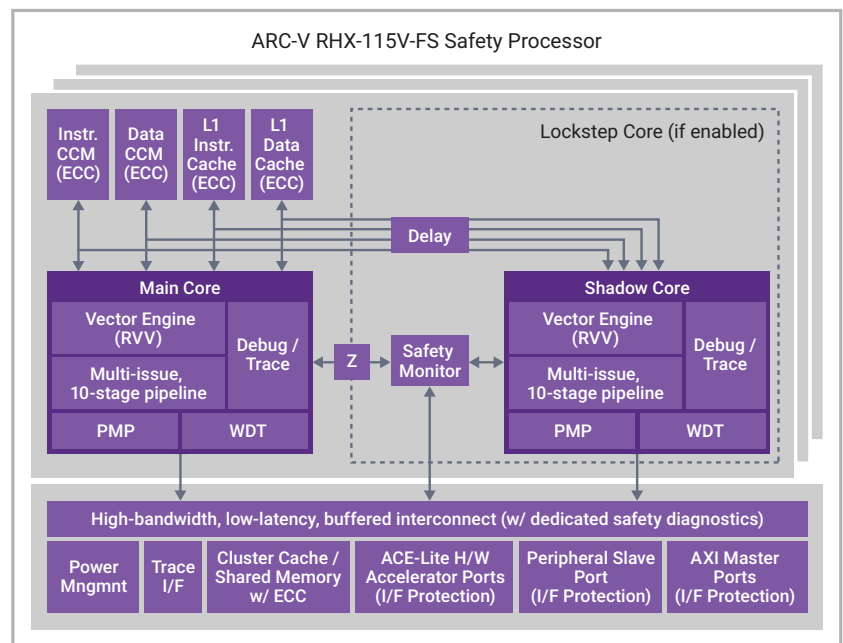 ARC-V RHX-115V-FS Safety Processor
Instr.
CCM
(ECC)
Data
CCM
(ECC)
L1
Instr.
Cache
(ECC)
L1
Data
Cache
(ECC)
Lockstep Core (if enabled)
Delay
Main Core
Vector Engine
(RVV)
Multi-issue,
10-stage pipeline
Debug /
Trace
PMP
WDT
Z
Safety
Monitor
Shadow Core
Vector Engine
(RVV)
Multi-issue,
10-stage pipeline
Debug /
Trace
PMP
WDT
High-bandwidth, low-latency, buffered interconnect (w/ dedicated safety diagnostics)
Power
Mngmnt
Trace
I/F
Cluster Cache /
Shared Memory
w/ ECC
ACE-Lite H/W
Accelerator Ports
(I/F Protection)
Peripheral Slave
Port
(I/F Protection)
AXI Master
Ports
(I/F Protection)